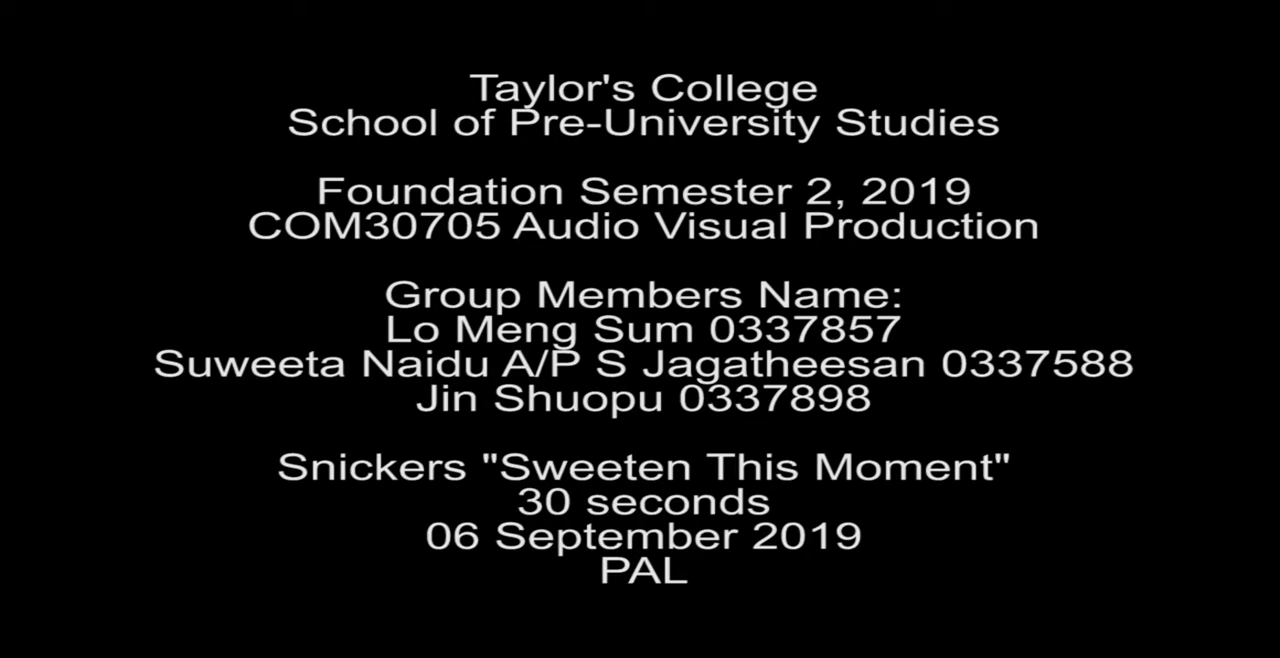 Taylor's College
School of Pre-University Studies
Foundation Semester 2, 2019
COM30705 Audio Visual Production
Group Members Name:
Lo Meng Sum 0337857
Suweeta Naidu A/P S Jagatheesan 0337588
Jin Shuopu 0337898
Snickers "Sweeten This Moment"
30 seconds
06 September 2019
PAL